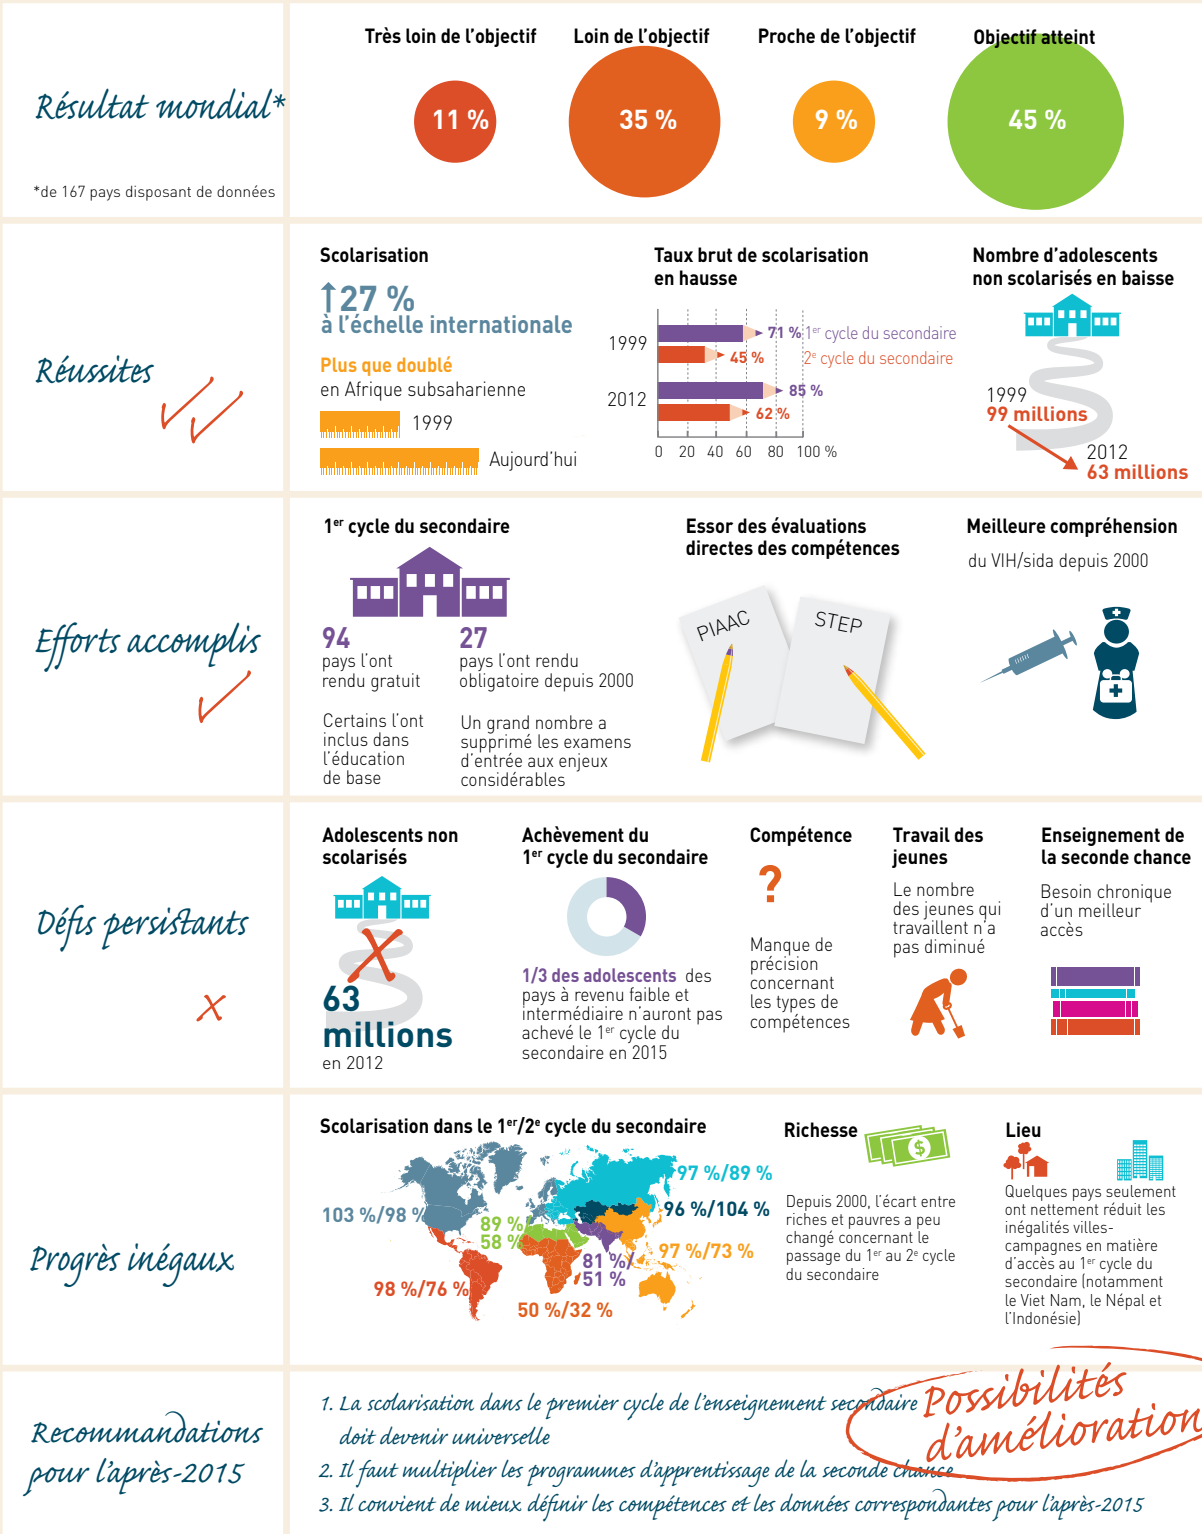 Résultat mondial*
*de 167 pays disposant de données
Très loin de l'objectif
Loin de l'objectif
Proche de l'objectif
Objectif atteint
11 %
35 %
9 %
45 %
Réussites
Scolarisation
↑27 %
à l'échelle internationale
Plus que doublé
en Afrique subsaharienne
1999
Aujourd'hui
Taux brut de scolarisation
en hausse
1999
71 % 1er cycle du secondaire
45 % 2e cycle du secondaire
2012
85 %
62 %
0 20 40 60 80 100 %
Nombre d'adolescents
non scolarisés en baisse
1999
99 millions
2012
63 millions
Efforts accomplis
1er cycle du secondaire
94
pays l'ont
rendu gratuit
Certains l'ont
inclus dans
l'éducation
de base
27
pays l'ont rendu
obligatoire depuis 2000
Un grand nombre a
supprimé les examens
d'entrée aux enjeux
considérables
Essor des évaluations
directes des compétences
PIAAC
STEP
Meilleure compréhension
du VIH/sida depuis 2000
Défis persistants
Adolescents non
scolarisés
63
millions
en 2012
Achèvement du
1er cycle du secondaire
1/3 des adolescents des
pays à revenu faible et
intermédiaire n'auront pas
achevé le 1er cycle du
secondaire en 2015
Compétence
?
Manque de
précision
concernant
les types de
compétences
Travail des
jeunes
Le nombre
des jeunes qui
travaillent n'a
pas diminué
Enseignement de
la seconde chance
Besoin chronique
d'un meilleur
accès
Progrès inégaux
Scolarisation dans le 1er/2e cycle du secondaire
97 %/89 %
103 %/98 %
96 %/104 %
89 %/
58 %
97 %/73 %
81 %/
51 %
98 %/76 %
50 %/32 %
Richesse
$
Depuis 2000, l'écart entre
riches et pauvres a peu
changé concernant le
passage du 1er au 2e cycle
du secondaire
Lieu
Quelques pays seulement
ont nettement réduit les
inégalités villes-
campagnes en matière
d'accès au 1er cycle du
secondaire (notamment
le Viet Nam, le Népal et
l'Indonésie)
Recommandations
pour l'après-2015
1. La scolarisation dans le premier cycle de l'enseignement secondaire
doit devenir universelle
2. Il faut multiplier les programmes d'apprentissage de la seconde chance
3. Il convient de mieux définir les compétences et les données correspondantes pour l'après-2015
Possibilités
d'amélioration